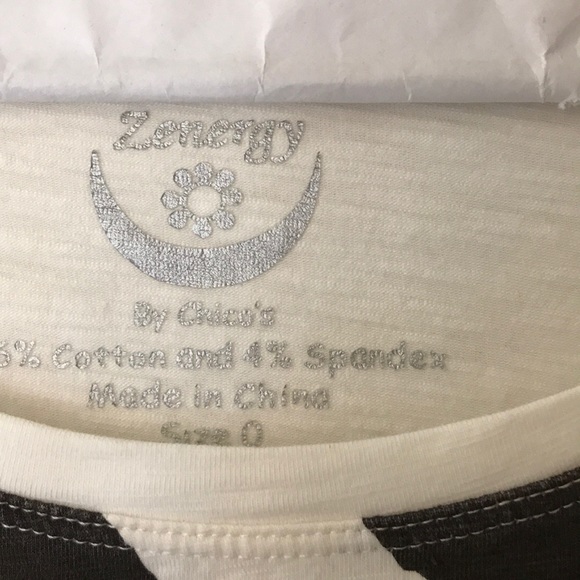 Zenergy
By Chico's
6% Cotton and 4% Spandex
Made in China
Size 0